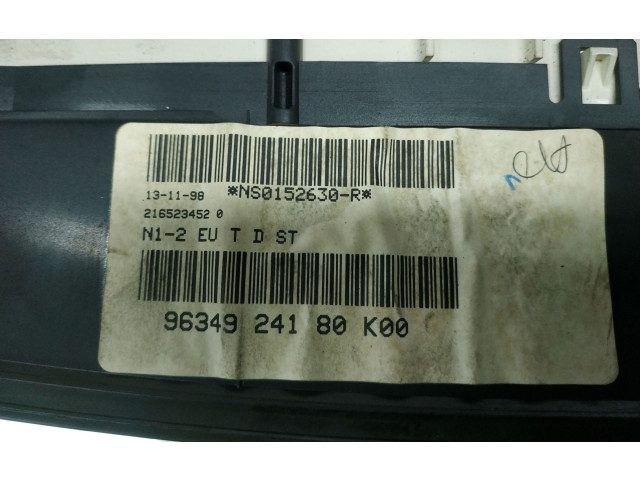 13-11-98 *NS0152630-R*
216523452 0
N1-2 EU T D ST
96349 241 80 K00